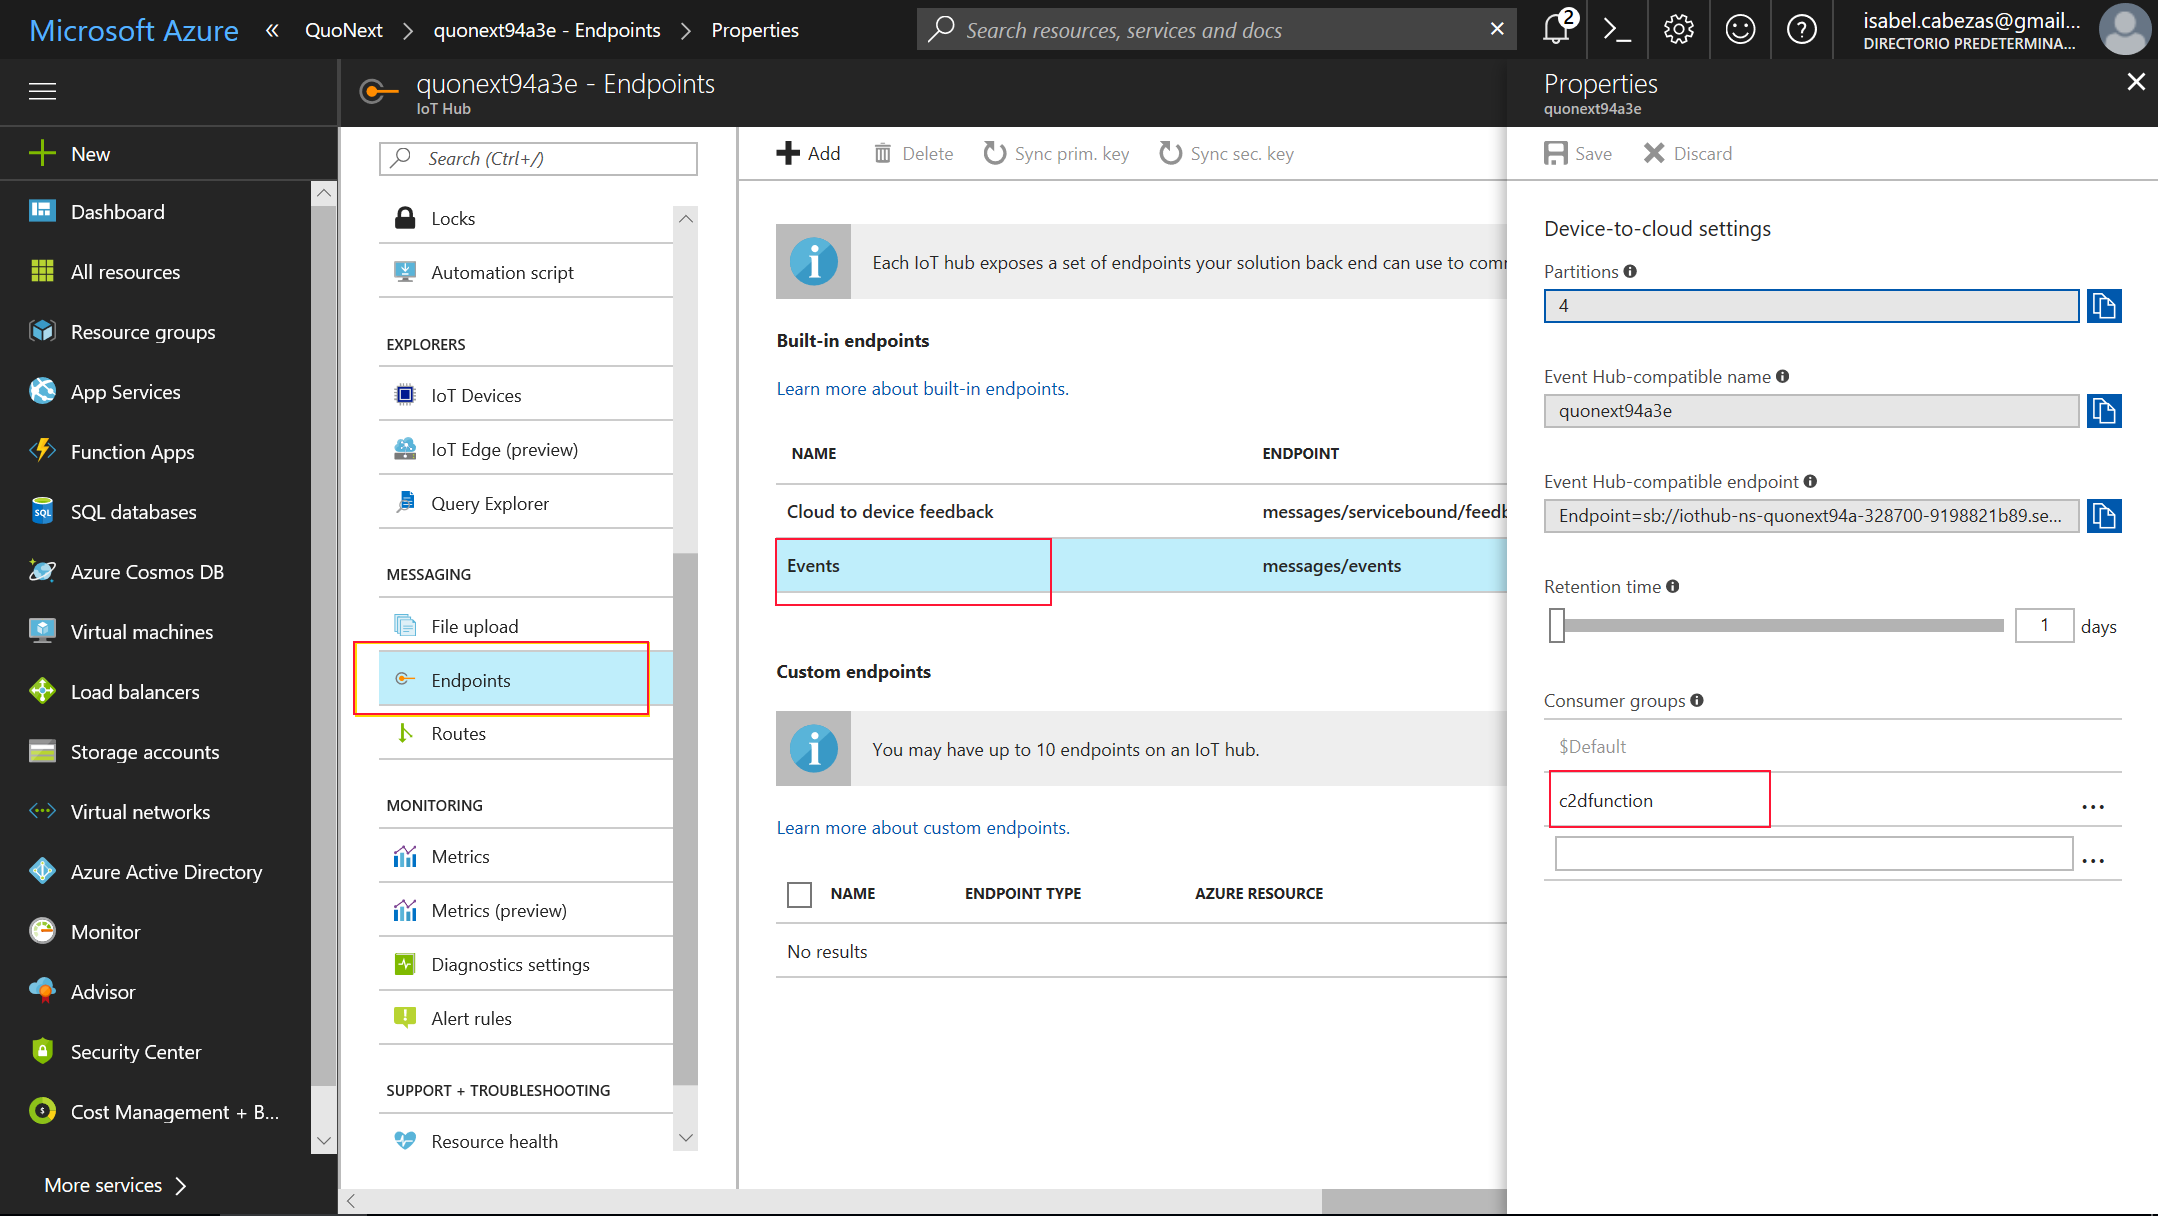 Microsoft Azure « QuoNext > quonext94a3e - Endpoints > Properties
Search resources, services and docs
2
isabel.cabezas@gmail...
DIRECTORIO PREDETERMINA...
New
Dashboard
All resources
Resource groups
App Services
Function Apps
SQL databases
Azure Cosmos DB
Virtual machines
Load balancers
Storage accounts
Virtual networks
Azure Active Directory
Monitor
Advisor
Security Center
Cost Management + B...
More services >
quonext94a3e - Endpoints
IoT Hub
Search (Ctrl+/)
Locks
Automation script
EXPLORERS
IoT Devices
IoT Edge (preview)
Query Explorer
MESSAGING
File upload
Endpoints
Routes
MONITORING
Metrics
Metrics (preview)
Diagnostics settings
Alert rules
SUPPORT + TROUBLESHOOTING
Resource health
Add Delete Sync prim. key Sync sec. key
Each IoT hub exposes a set of endpoints your solution back end can use to com
Built-in endpoints
Learn more about built-in endpoints.
NAME ENDPOINT
Cloud to device feedback messages/servicebound/feedb
Events messages/events
Custom endpoints
You may have up to 10 endpoints on an IoT hub.
Learn more about custom endpoints.
NAME ENDPOINT TYPE AZURE RESOURCE
No results
Properties
quonext94a3e
Save Discard
Device-to-cloud settings
Partitions
4
Event Hub-compatible name
quonext94a3e
Event Hub-compatible endpoint
Endpoint=sb://iothub-ns-quonext94a-328700-9198821b89.se...
Retention time
1 days
Consumer groups
$Default
c2dfunction
...
...